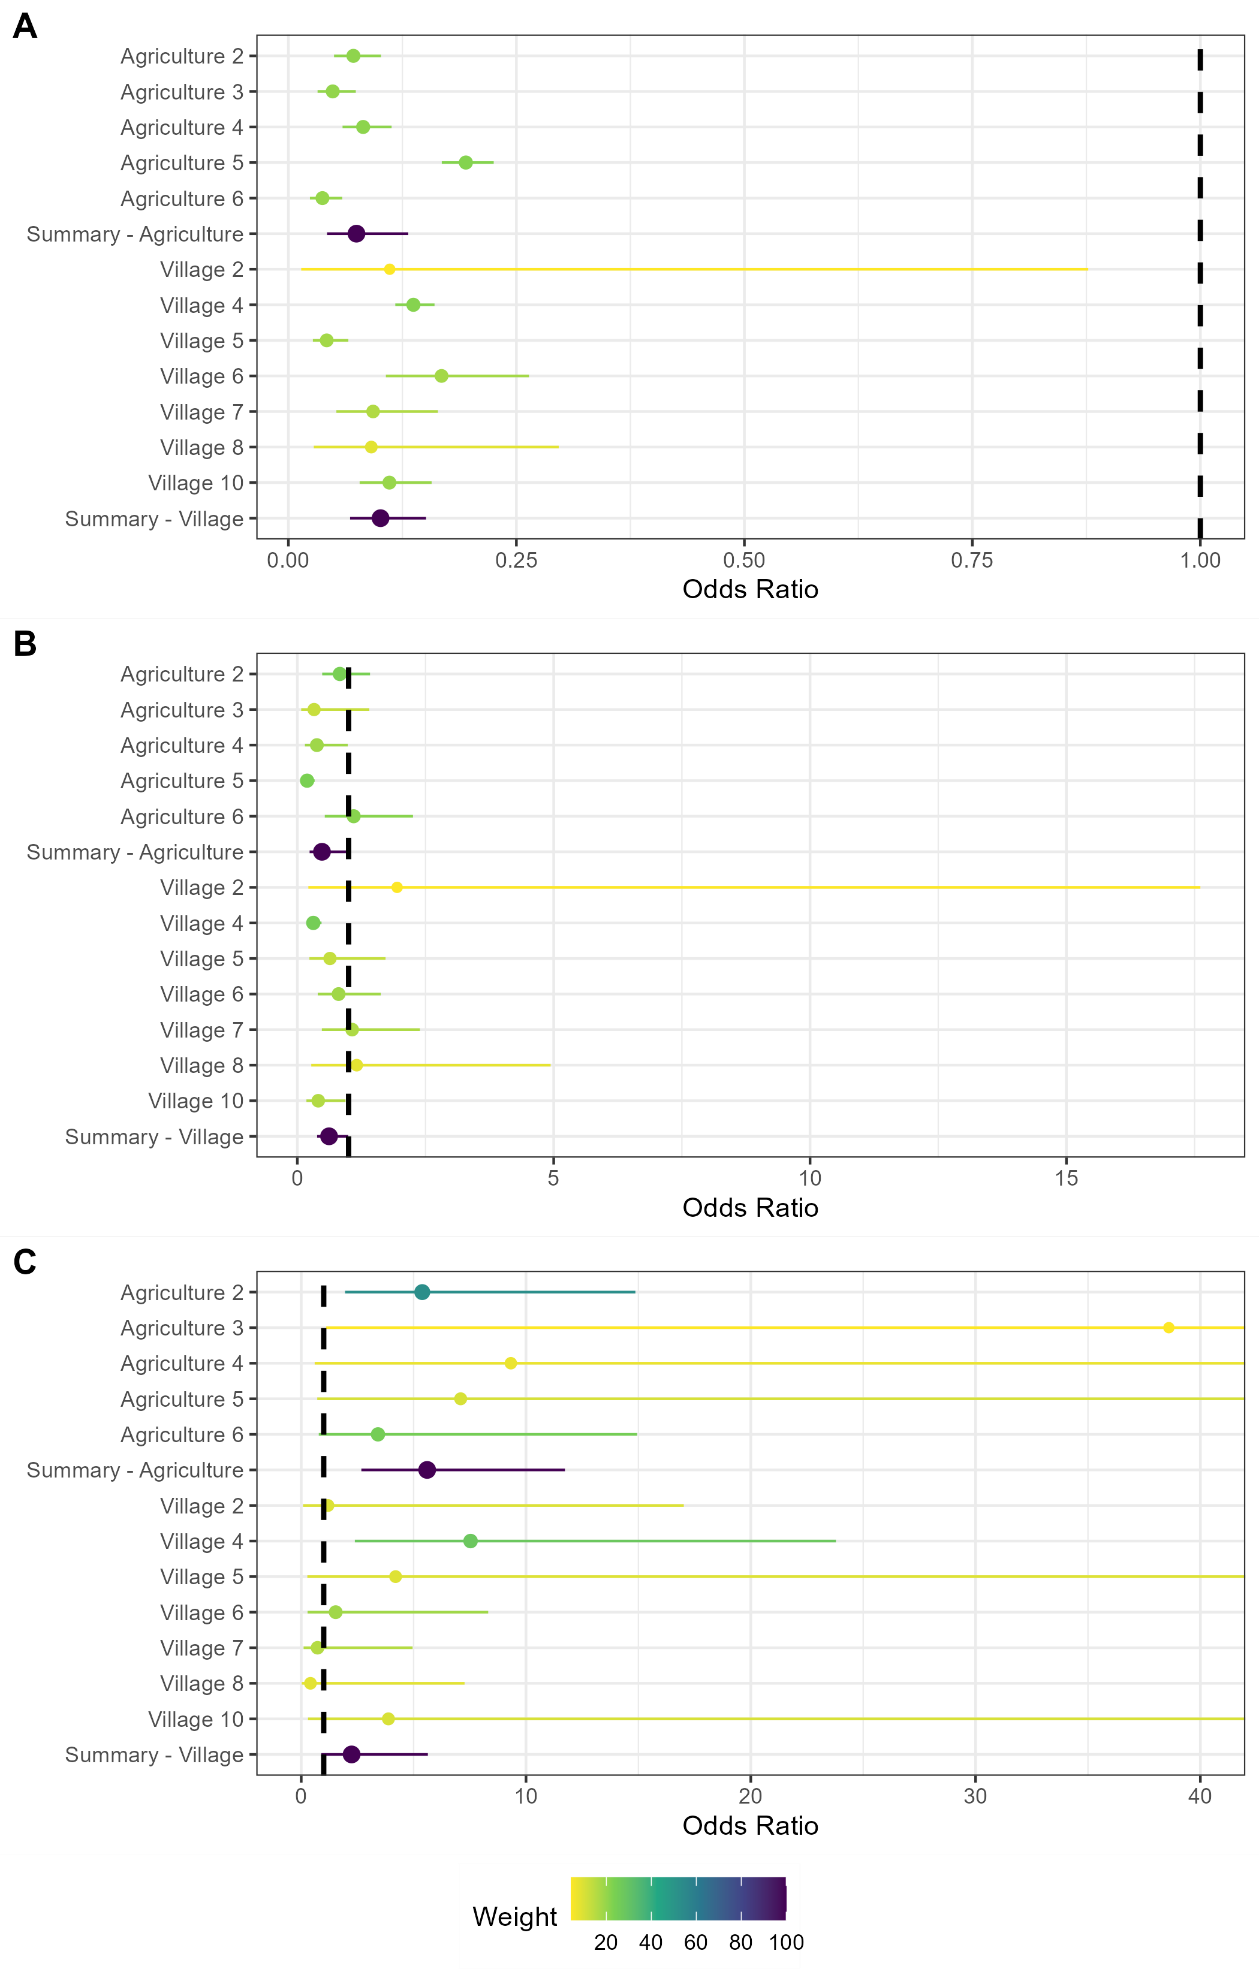 A
Agriculture 2
Agriculture 3
Agriculture 4
Agriculture 5
Agriculture 6
Summary - Agriculture
Village 2
Village 4
Village 5
Village 6
Village 7
Village 8
Village 10
Summary - Village
0.00 0.25 0.50 0.75 1.00
Odds Ratio
B
Agriculture 2
Agriculture 3
Agriculture 4
Agriculture 5
Agriculture 6
Summary - Agriculture
Village 2
Village 4
Village 5
Village 6
Village 7
Village 8
Village 10
Summary - Village
0 5 10 15
Odds Ratio
C
Agriculture 2
Agriculture 3
Agriculture 4
Agriculture 5
Agriculture 6
Summary - Agriculture
Village 2
Village 4
Village 5
Village 6
Village 7
Village 8
Village 10
Summary - Village
0 10 20 30 40
Odds Ratio
Weight
20 40 60 80 100